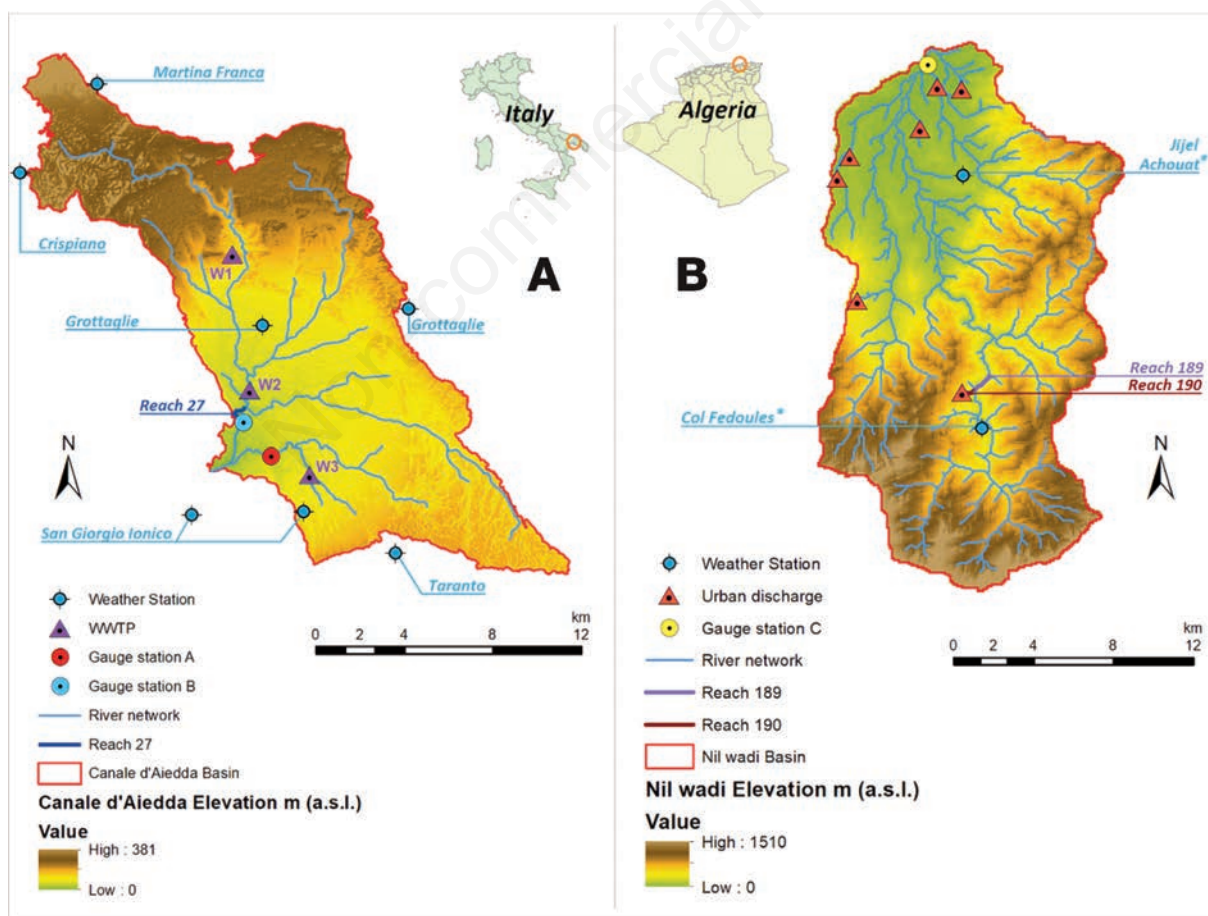 Martina Franca
Crispiano
W1
Grottaglie
Grottaglie
W2
Reach 27
W3
N
San Giorgio Ionico
Taranto
Italy
A
Weather Station
WWTP
Gauge station A
Gauge station B
River network
Reach 27
Canale d'Aiedda Basin
Canale d'Aiedda Elevation m (a.s.l.)
Value
High : 381
Low : 0
km
0 2 4 8 12
Algeria
B
Jijel
Achouat*
Reach 189
Reach 190
Col Fedoules*
N
Weather Station
Urban discharge
Gauge station C
River network
Reach 189
Reach 190
Nil wadi Basin
Nil wadi Elevation m (a.s.l.)
Value
High : 1510
Low : 0
km
0 2 4 8 12
Non commercial